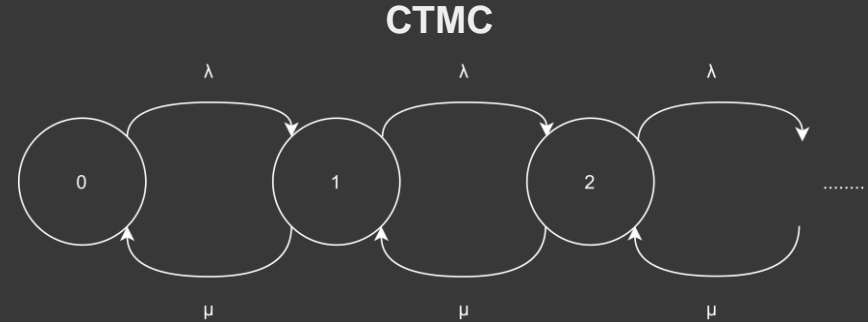 CTMC
λ λ λ
0 1 2 ........
μ μ μ